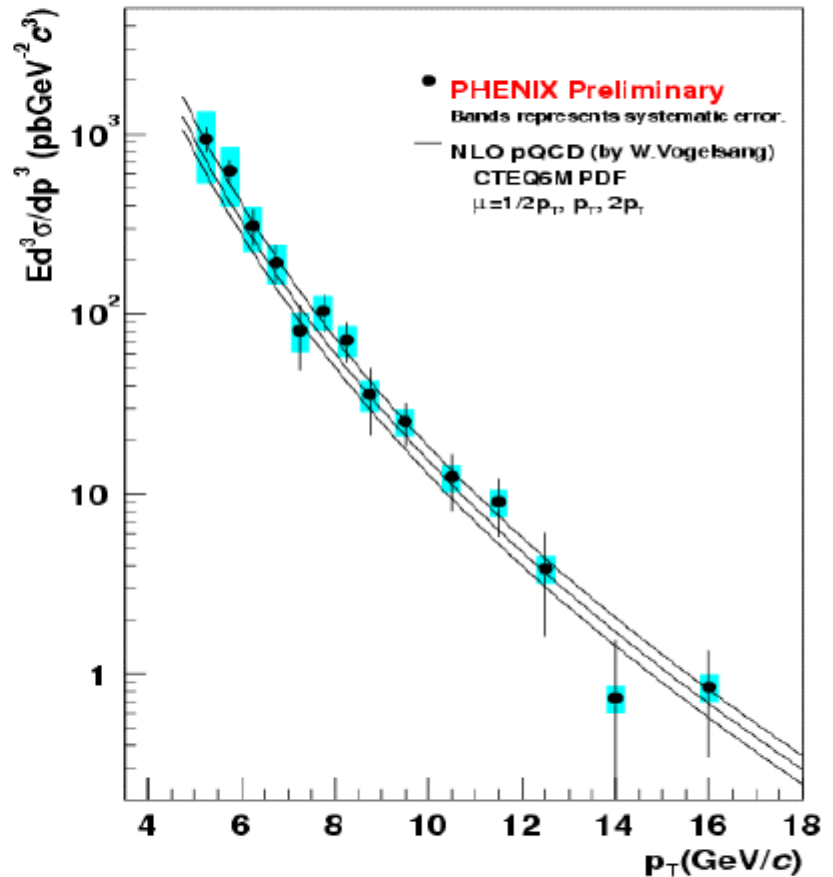 Ed³σ/dp³ (pbGeV⁻²c³)
10³
10²
10
1
PHENIX Preliminary
Bands represents systematic error.
NLO pQCD (by W.Vogelsang)
CTEQ6M PDF
μ=1/2p_T, p_T, 2p_T
4 6 8 10 12 14 16 18
p_T(GeV/c)